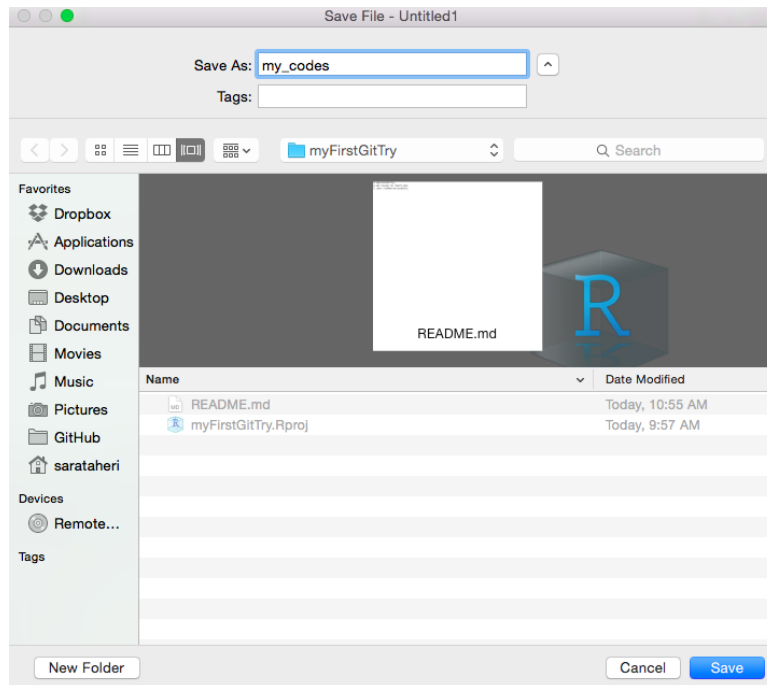 Save File - Untitled1
Save As: my_codes
Tags:
myFirstGitTry
Search
Favorites
Dropbox
Applications
Downloads
Desktop
Documents
Movies
Music
Pictures
GitHub
sarataheri
Devices
Remote...
Tags
README.md
R
Name Date Modified
README.md Today, 10:55 AM
myFirstGitTry.Rproj Today, 9:57 AM
New Folder Cancel Save